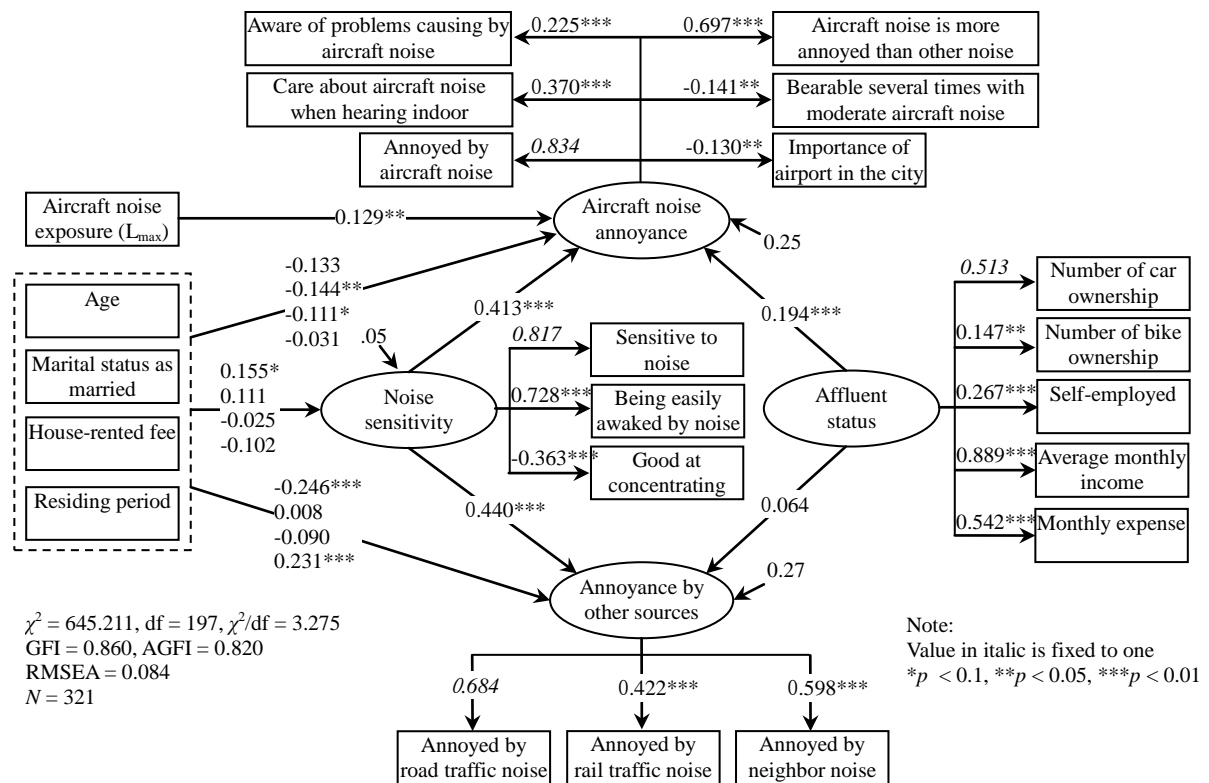 Aware of problems causing by
aircraft noise
0.225***
0.697***
Aircraft noise is more
annoyed than other noise
Care about aircraft noise
when hearing indoor
0.370***
-0.141**
Bearable several times with
moderate aircraft noise
Annoyed by
aircraft noise
0.834
-0.130**
Importance of
airport in the city
Aircraft noise
exposure (Lmax)
0.129**
Aircraft noise
annoyance
0.25
-0.133
-0.144**
-0.111*
-0.031
0.413***
0.194***
Age
Marital status as
married
House-rented fee
Residing period
0.155*
0.111
-0.025
-0.102
.05
Noise
sensitivity
0.817
Sensitive to
noise
0.728***
Being easily
awaked by noise
-0.363***
Good at
concentrating
Affluent
status
0.513
Number of car
ownership
0.147**
Number of bike
ownership
0.267***
Self-employed
0.889***
Average monthly
income
0.542***
Monthly expense
-0.246***
0.008
-0.090
0.231***
0.440***
0.064
Annoyance by
other sources
0.27
χ² = 645.211, df = 197, χ²/df = 3.275
GFI = 0.860, AGFI = 0.820
RMSEA = 0.084
N = 321
Note:
Value in italic is fixed to one
*p < 0.1, **p < 0.05, ***p < 0.01
0.684
0.422***
0.598***
Annoyed by
road traffic noise
Annoyed by
rail traffic noise
Annoyed by
neighbor noise